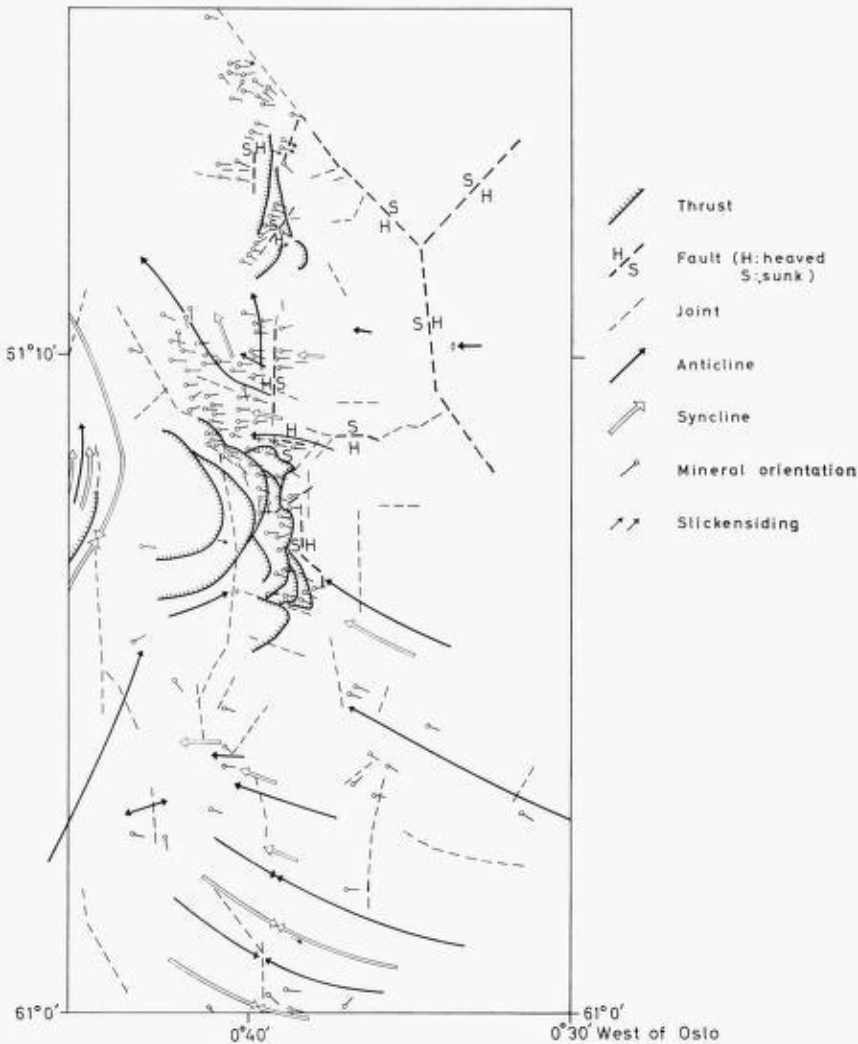 S H
S
H
S
H
S H
51°10'
H S
H
S
S
H
S H
Thrust
H
S
Fault (H:heaved
S:sunk)
Joint
Anticline
Syncline
Mineral orientation
Slickensiding
61°0'
61°0'
0°40'
0°30' West of Oslo